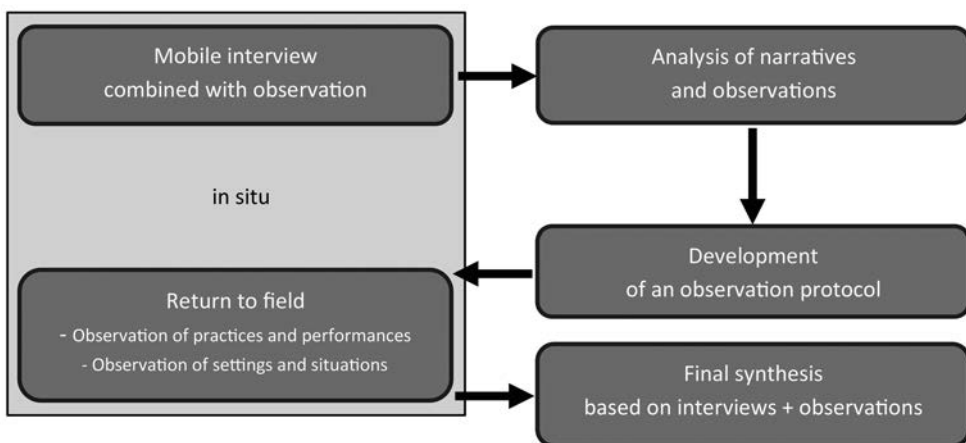 Mobile interview
combined with observation
Analysis of narratives
and observations
in situ
Development
of an observation protocol
Return to field
- Observation of practices and performances
- Observation of settings and situations
Final synthesis
based on interviews + observations